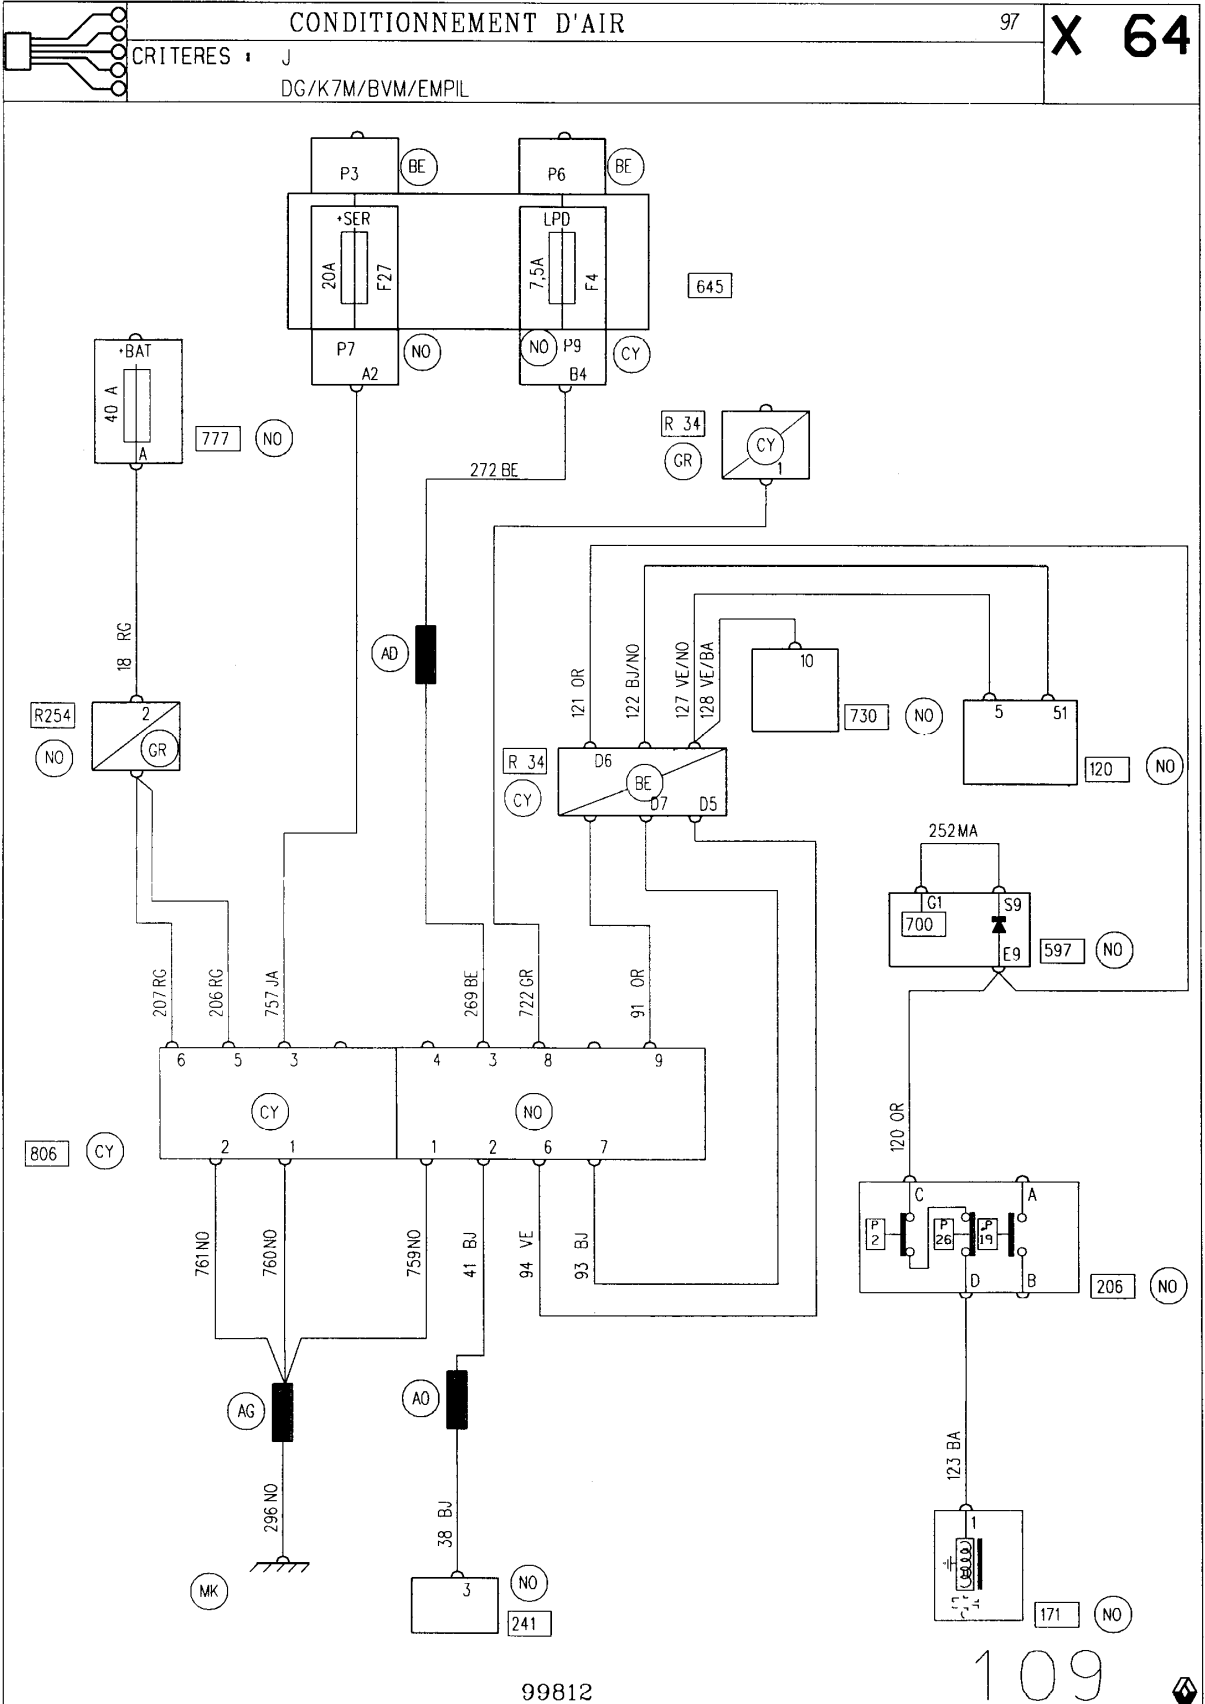 CONDITIONNEMENT D'AIR
97
X 64
CRITERES : J
DG/K7M/BVM/EMPIL
P3
BE
P6
BE
+SER
20A
F27
LPD
7,5A
F4
645
P7
NO
A2
NO
P9
CY
B4
+BAT
40 A
A
777
NO
R 34
GR
CY
1
272 BE
18 RG
AD
121 OR
122 BJ/NO
127 VE/NO
128 VE/BA
10
730
NO
5
51
120
NO
R254
NO
2
GR
R 34
CY
D6
BE
D7
D5
252MA
G1
S9
700
E9
597
NO
207 RG
206 RG
757 JA
269 BE
722 GR
91 OR
6
5
3
4
3
8
9
CY
NO
2
1
1
2
6
7
806
CY
120 OR
C
A
P
2
P
26
P
19
D
B
206
NO
761 NO
760 NO
759 NO
41 BJ
94 VE
93 BJ
AG
AO
296 NO
38 BJ
123 BA
MK
3
NO
241
1
171
NO
109
99812